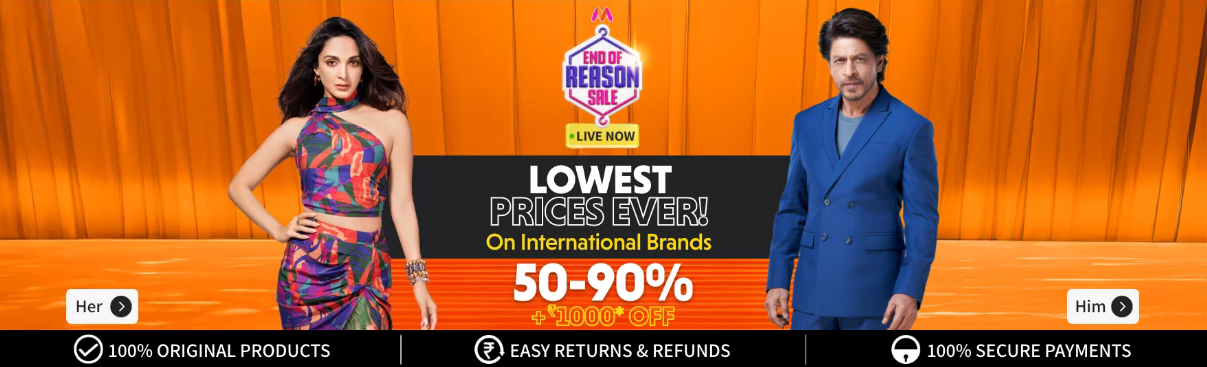 END OF
REASON
SALE
LIVE NOW
LOWEST
PRICES EVER!
On International Brands
50-90%
+ ₹1000* OFF
Her
Him
100% ORIGINAL PRODUCTS
EASY RETURNS & REFUNDS
100% SECURE PAYMENTS